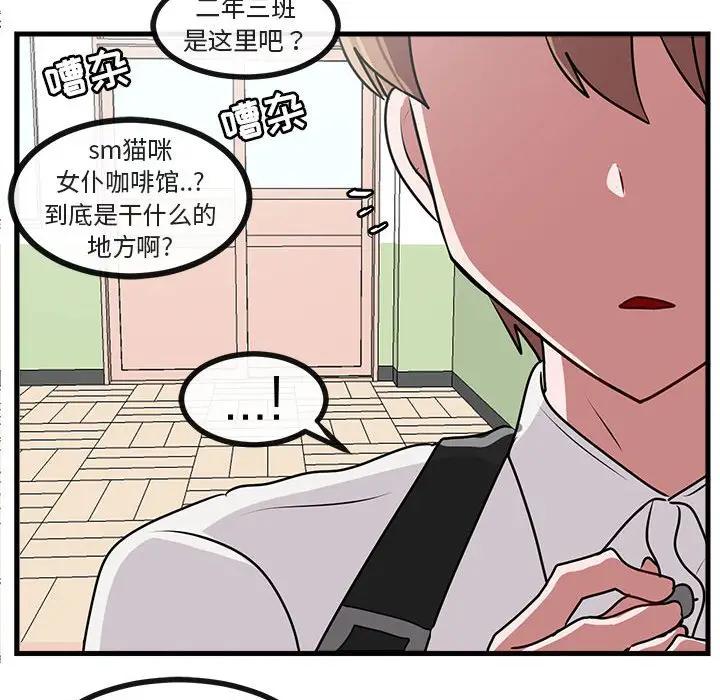 二年三班
是这里吧？
嘈杂
嘈杂
sm猫咪
女仆咖啡馆..?
到底是干什么的
地方啊?
...!